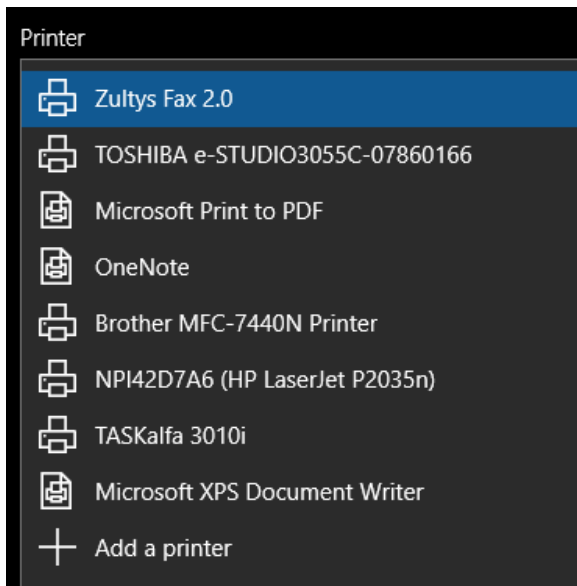 Printer
Zultys Fax 2.0
TOSHIBA e-STUDIO3055C-07860166
Microsoft Print to PDF
OneNote
Brother MFC-7440N Printer
NPI42D7A6 (HP LaserJet P2035n)
TASKalfa 3010i
Microsoft XPS Document Writer
Add a printer